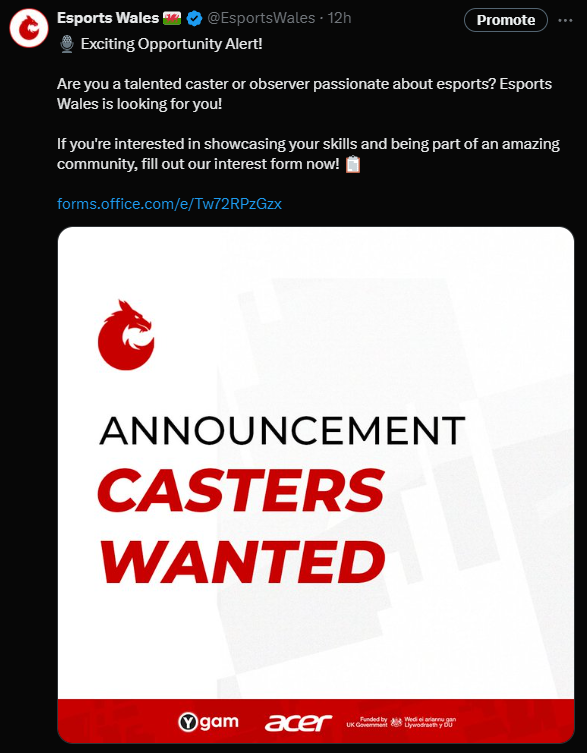 Esports Wales @EsportsWales · 12h
Promote
Exciting Opportunity Alert!
Are you a talented caster or observer passionate about esports? Esports
Wales is looking for you!
If you're interested in showcasing your skills and being part of an amazing
community, fill out our interest form now!
forms.office.com/e/Tw72RPzGzx
ANNOUNCEMENT
CASTERS
WANTED
Ygam
acer
Funded by
UK Government
Wedi ei ariannu gan
Llywodraeth y DU